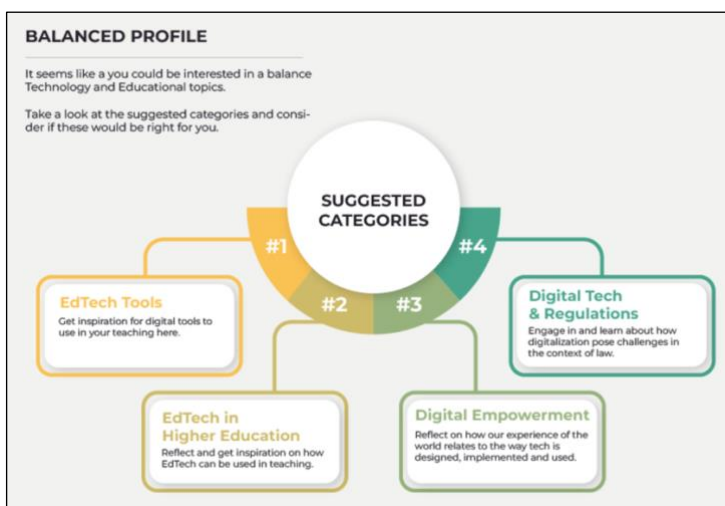 BALANCED PROFILE
It seems like a you could be interested in a balance
Technology and Educational topics.
Take a look at the suggested categories and consi-
der if these would be right for you.
SUGGESTED
CATEGORIES
#1
#2
#3
#4
EdTech Tools
Get inspiration for digital tools to
use in your teaching here.
EdTech in
Higher Education
Reflect and get inspiration on how
EdTech can be used in teaching.
Digital Empowerment
Reflect on how our experience of the
world relates to the way tech is
designed, implemented and used.
Digital Tech
& Regulations
Engage in and learn about how
digitalization pose challenges in
the context of law.